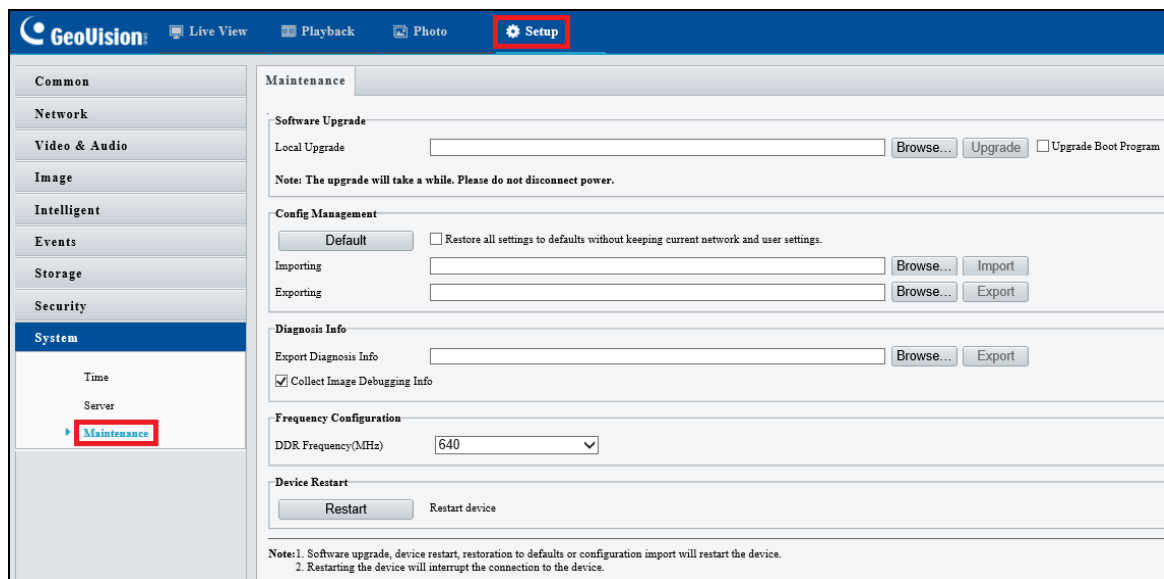 GeoVision
Live View Playback Photo Setup
Common
Network
Video & Audio
Image
Intelligent
Events
Storage
Security
System
Time
Server
Maintenance
Maintenance
Software Upgrade
Local Upgrade Browse... Upgrade Upgrade Boot Program
Note: The upgrade will take a while. Please do not disconnect power.
Config Management
Default Restore all settings to defaults without keeping current network and user settings.
Importing Browse... Import
Exporting Browse... Export
Diagnosis Info
Export Diagnosis Info Browse... Export
Collect Image Debugging Info
Frequency Configuration
DDR Frequency(MHz) 640
Device Restart
Restart Restart device
Note:1. Software upgrade, device restart, restoration to defaults or configuration import will restart the device.
2. Restarting the device will interrupt the connection to the device.